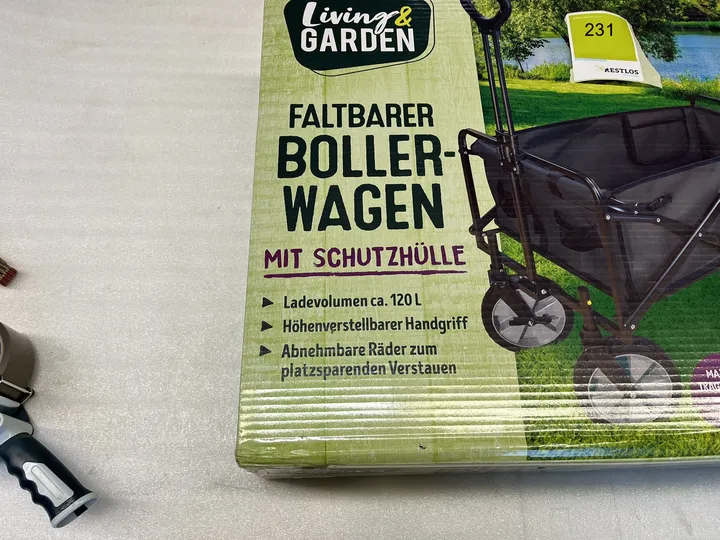 Living &
GARDEN
231
RESTLOS
FALTBARER
BOLLER-
WAGEN
MIT SCHUTZHÜLLE
► Ladevolumen ca. 120 L
► Höhenverstellbarer Handgriff
► Abnehmbare Räder zum
platzsparenden Verstauen